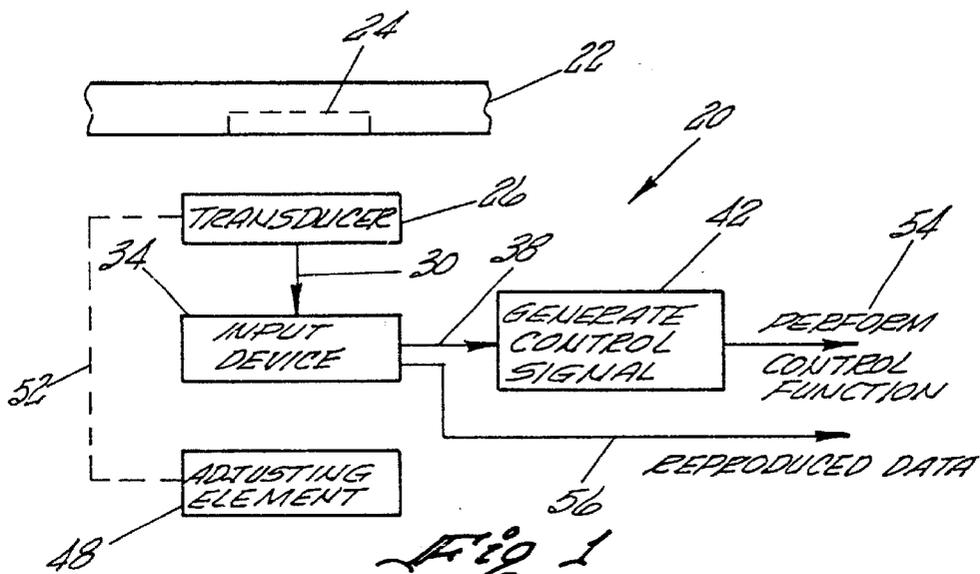 24
22
20
TRANSDUCER
26
42
54
34
30
38
INPUT
DEVICE
GENERATE
CONTROL
SIGNAL
PERFORM
CONTROL
FUNCTION
52
ADJUSTING
ELEMENT
REPRODUCED DATA
56
48
Fig 1